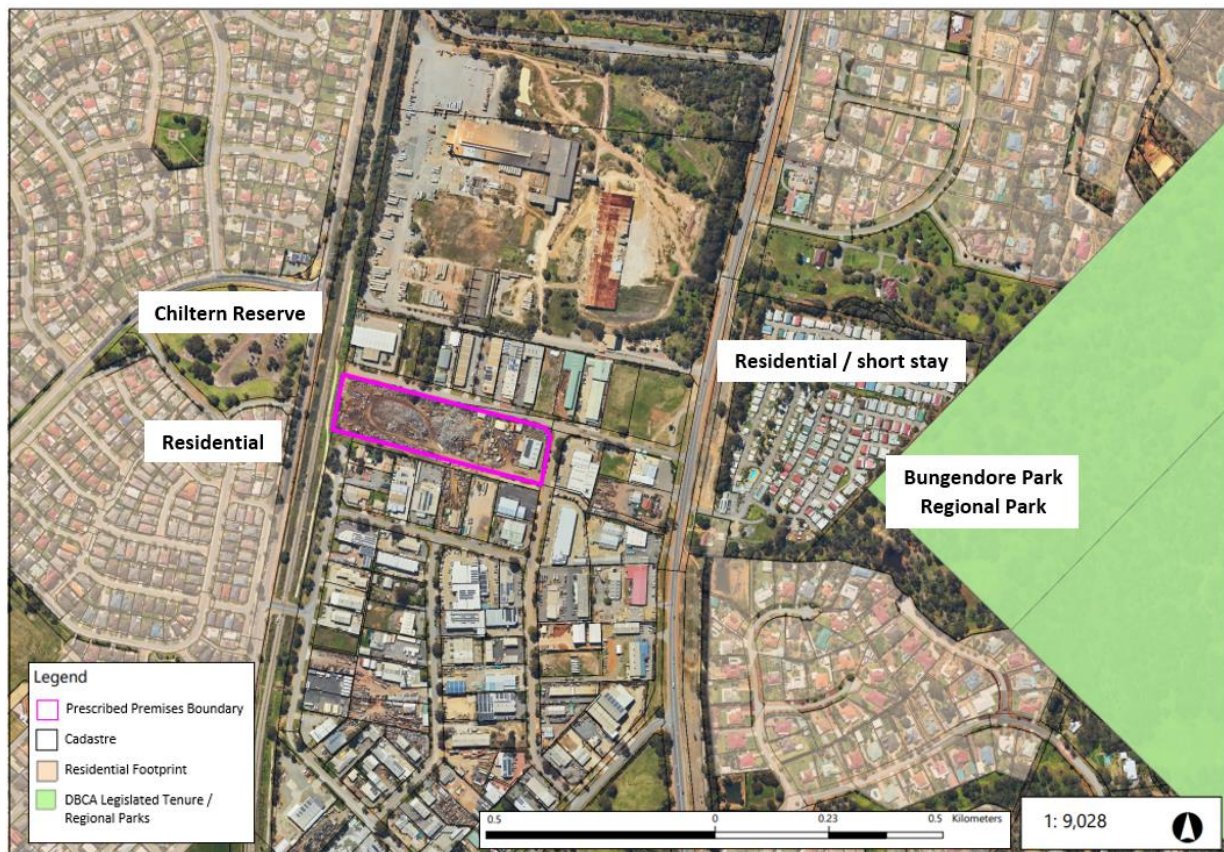 Chiltern Reserve
Residential / short stay
Residential
Bungendore Park
Regional Park
Legend
Prescribed Premises Boundary
Cadastre
Residential Footprint
DBCA Legislated Tenure /
Regional Parks
0.5 0 0.23 0.5 Kilometers
1: 9,028